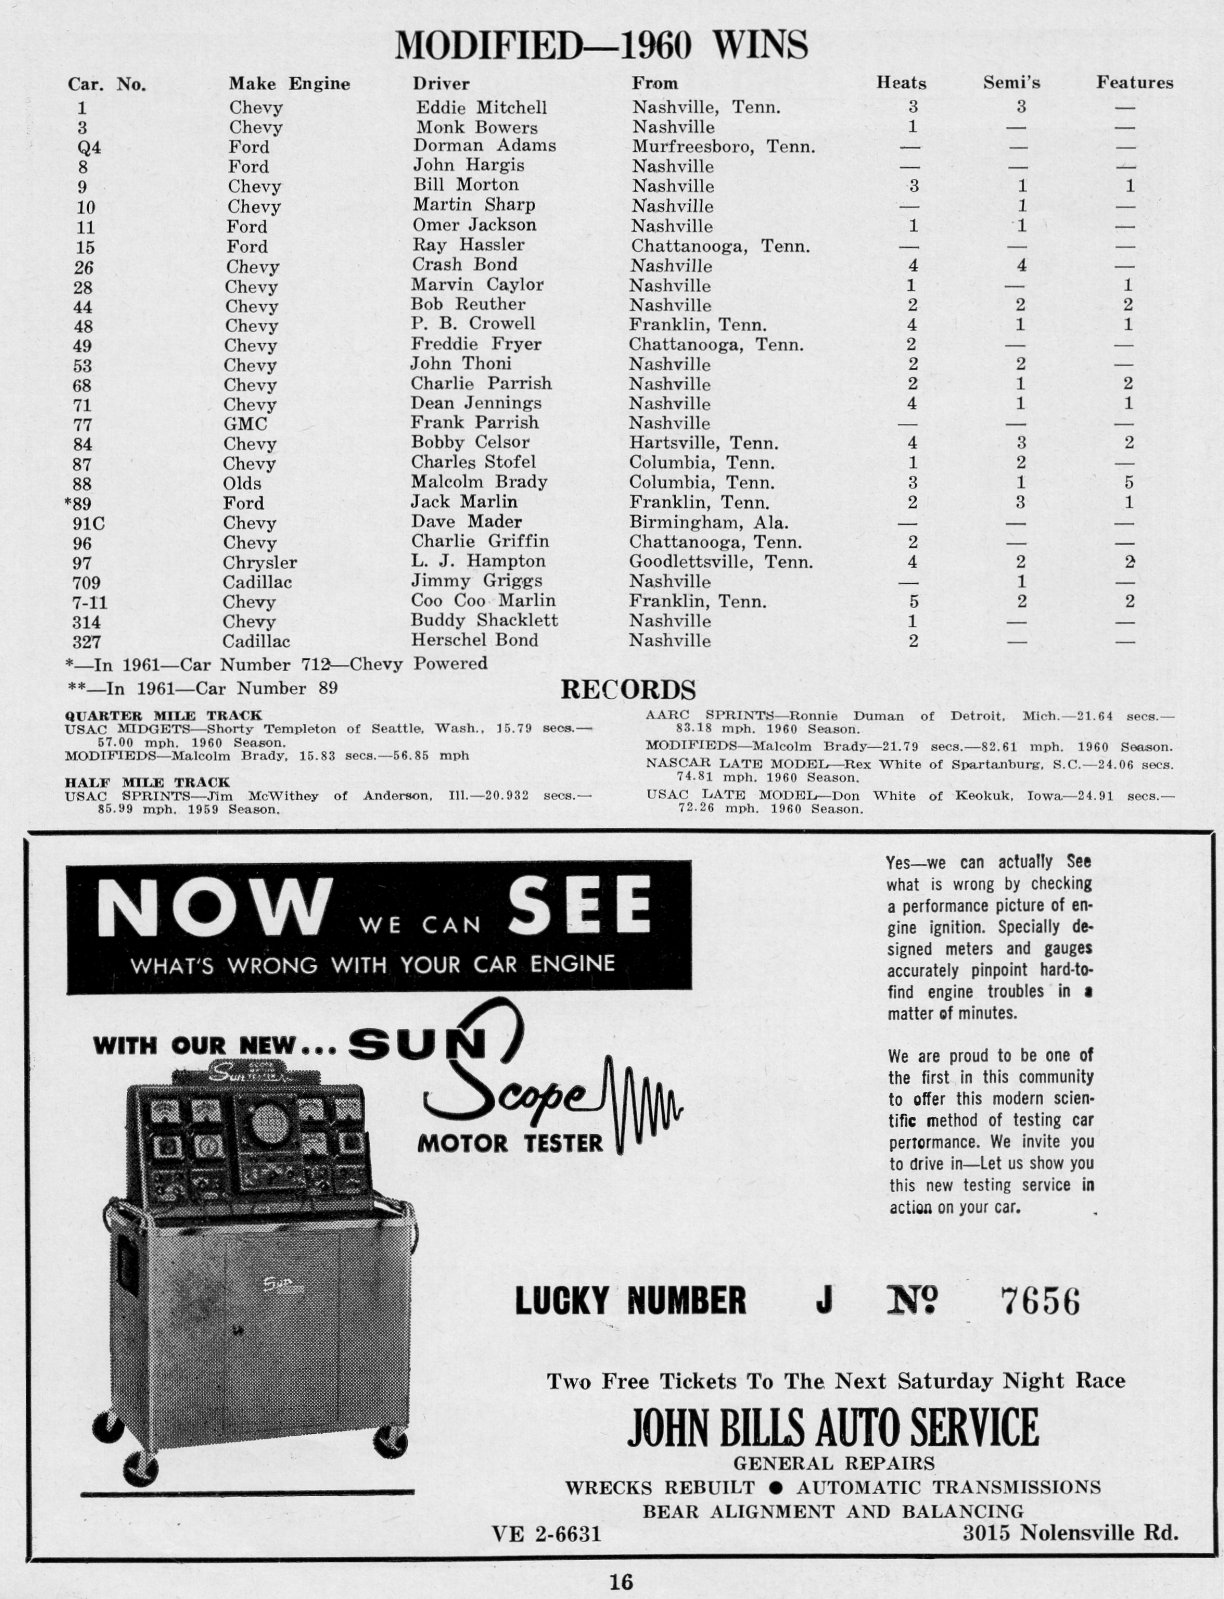 MODIFIED—1960 WINS
Car. No. Make Engine Driver From Heats Semi's Features
1 Chevy Eddie Mitchell Nashville, Tenn. 3 3 —
3 Chevy Monk Bowers Nashville 1 — —
Q4 Ford Dorman Adams Murfreesboro, Tenn. — — —
8 Ford John Hargis Nashville — — —
9 Chevy Bill Morton Nashville 3 1 1
10 Chevy Martin Sharp Nashville — 1 —
11 Ford Omer Jackson Nashville 1 1 —
15 Ford Ray Hassler Chattanooga, Tenn. — — —
26 Chevy Crash Bond Nashville 4 4 —
28 Chevy Marvin Caylor Nashville 1 — 1
44 Chevy Bob Reuther Nashville 2 2 2
48 Chevy P. B. Crowell Franklin, Tenn. 4 1 1
49 Chevy Freddie Fryer Chattanooga, Tenn. 2 — —
53 Chevy John Thoni Nashville 2 2 —
68 Chevy Charlie Parrish Nashville 2 1 2
71 Chevy Dean Jennings Nashville 4 1 1
77 GMC Frank Parrish Nashville — — —
84 Chevy Bobby Celsor Hartsville, Tenn. 4 3 2
87 Chevy Charles Stofel Columbia, Tenn. 1 2 —
88 Olds Malcolm Brady Columbia, Tenn. 3 1 5
*89 Ford Jack Marlin Franklin, Tenn. 2 3 1
91C Chevy Dave Mader Birmingham, Ala. — — —
96 Chevy Charlie Griffin Chattanooga, Tenn. 2 — —
97 Chrysler L. J. Hampton Goodlettsville, Tenn. 4 2 2
709 Cadillac Jimmy Griggs Nashville — 1 —
7-11 Chevy Coo Coo Marlin Franklin, Tenn. 5 2 2
314 Chevy Buddy Shacklett Nashville 1 — —
327 Cadillac Herschel Bond Nashville 2 — —
*—In 1961—Car Number 712—Chevy Powered
**—In 1961—Car Number 89
RECORDS
QUARTER MILE TRACK
USAC MIDGETS—Shorty Templeton of Seattle, Wash., 15.79 secs.—
57.00 mph. 1960 Season.
MODIFIEDS—Malcolm Brady, 15.83 secs.—56.85 mph
HALF MILE TRACK
USAC SPRINTS—Jim McWithey of Anderson, Ill.—20.932 secs.—
85.99 mph. 1959 Season.
AARC SPRINTS—Ronnie Duman of Detroit, Mich.—21.64 secs.—
83.18 mph. 1960 Season.
MODIFIEDS—Malcolm Brady—21.79 secs.—82.61 mph. 1960 Season.
NASCAR LATE MODEL—Rex White of Spartanburg, S.C.—24.06 secs.
74.81 mph. 1960 Season.
USAC LATE MODEL—Don White of Keokuk, Iowa—24.91 secs.—
72.26 mph. 1960 Season.
NOW WE CAN SEE
WHAT'S WRONG WITH YOUR CAR ENGINE
WITH OUR NEW... SUN
Scope
MOTOR TESTER
Sun
Sun
Yes—we can actually See
what is wrong by checking
a performance picture of en-
gine ignition. Specially de-
signed meters and gauges
accurately pinpoint hard-to-
find engine troubles in a
matter of minutes.
We are proud to be one of
the first in this community
to offer this modern scien-
tific method of testing car
performance. We invite you
to drive in—Let us show you
this new testing service in
action on your car.
LUCKY NUMBER J No 7656
Two Free Tickets To The Next Saturday Night Race
JOHN BILLS AUTO SERVICE
GENERAL REPAIRS
WRECKS REBUILT ● AUTOMATIC TRANSMISSIONS
BEAR ALIGNMENT AND BALANCING
VE 2-6631 3015 Nolensville Rd.
16